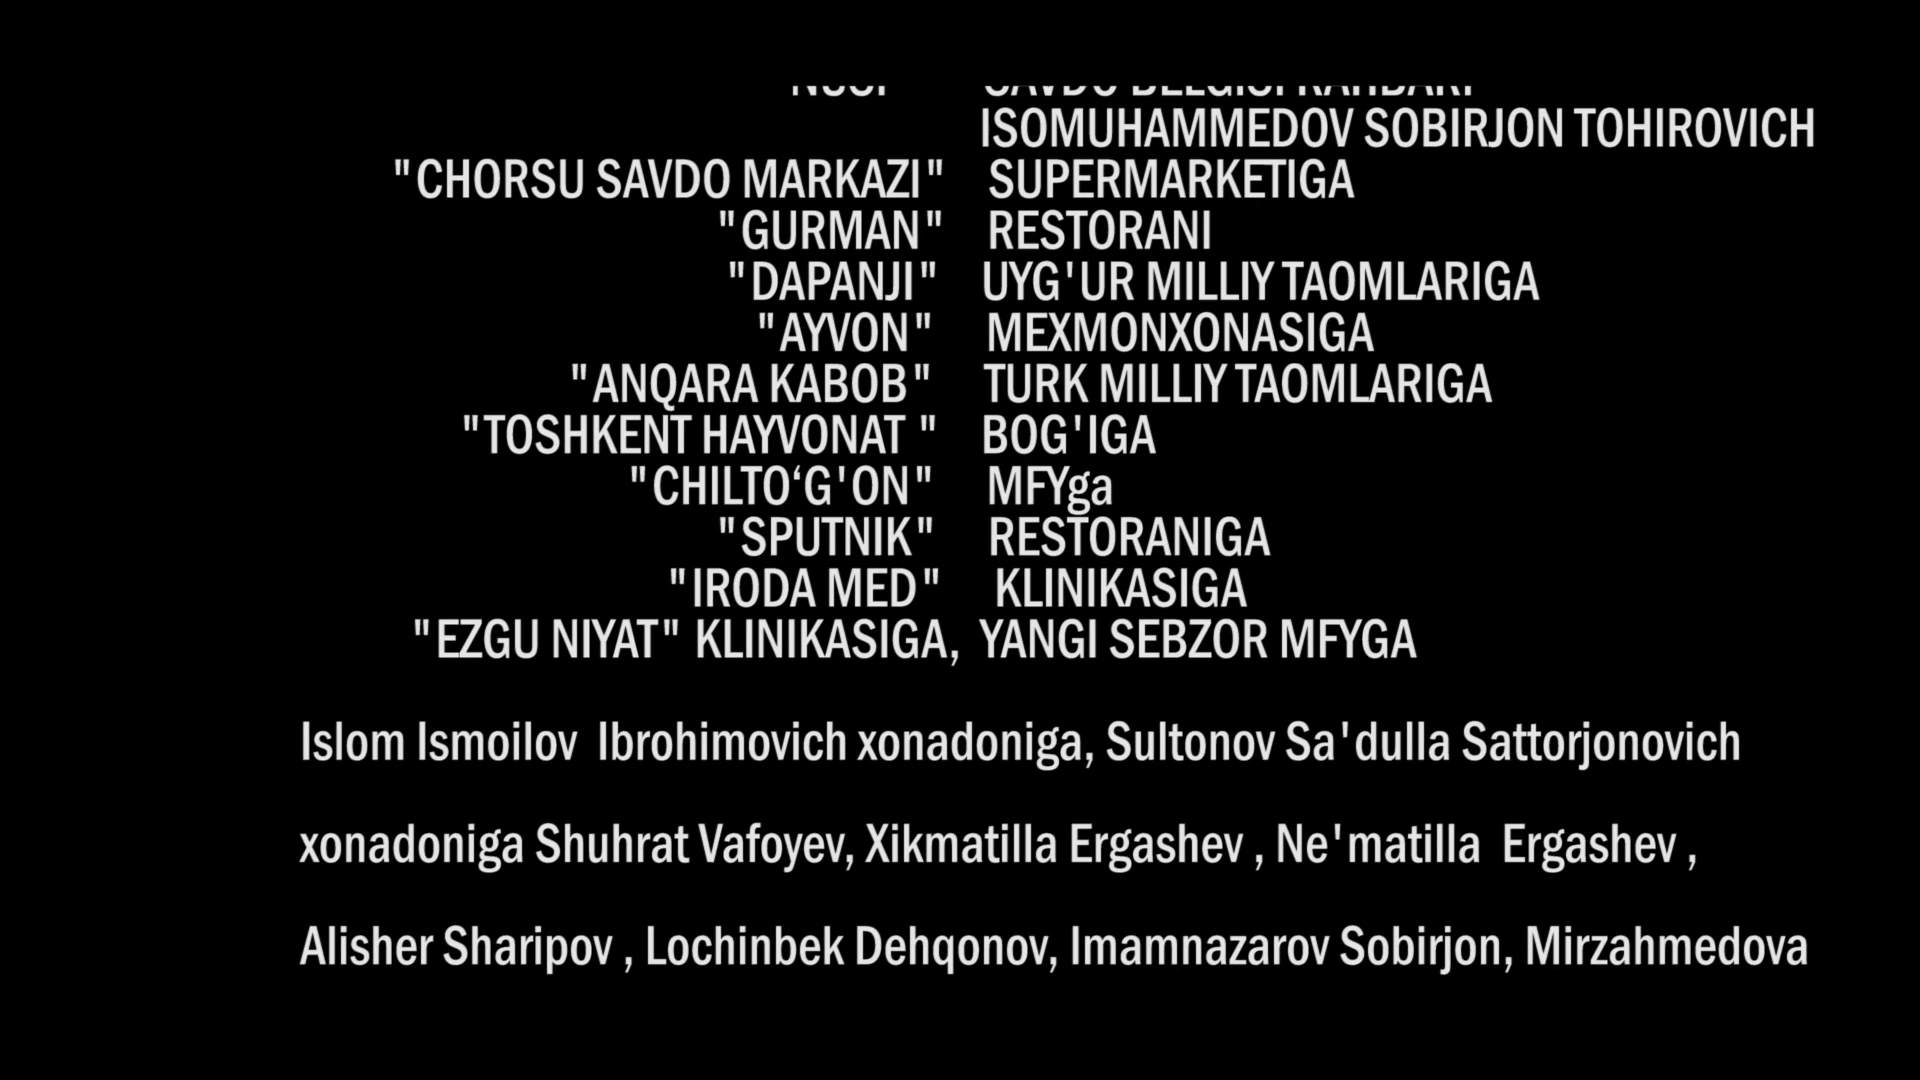 SAVDO BELGISI RAHBARI
ISOMUHAMMEDOV SOBIRJON TOHIROVICH
"CHORSU SAVDO MARKAZI" SUPERMARKETIGA
"GURMAN" RESTORANI
"DAPANJI" UYG'UR MILLIY TAOMLARIGA
"AYVON" MEXMONXONASIGA
"ANQARA KABOB" TURK MILLIY TAOMLARIGA
"TOSHKENT HAYVONAT " BOG'IGA
"CHILTO‘G'ON" MFYga
"SPUTNIK" RESTORANIGA
"IRODA MED" KLINIKASIGA
"EZGU NIYAT" KLINIKASIGA, YANGI SEBZOR MFYGA
Islom Ismoilov Ibrohimovich xonadoniga, Sultonov Sa'dulla Sattorjonovich
xonadoniga Shuhrat Vafoyev, Xikmatilla Ergashev , Ne'matilla Ergashev ,
Alisher Sharipov , Lochinbek Dehqonov, Imamnazarov Sobirjon, Mirzahmedova